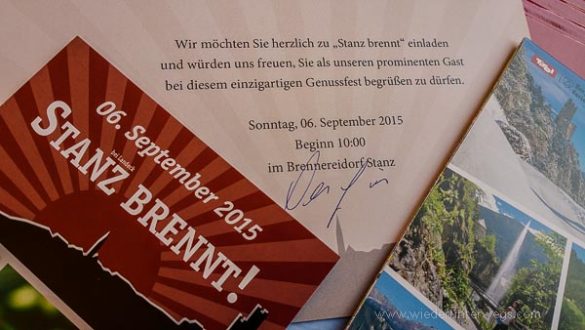 Wir möchten Sie herzlich zu „Stanz brennt“ einladen
und würden uns freuen, Sie als unseren prominenten Gast
bei diesem einzigartigen Genussfest begrüßen zu dürfen.
Sonntag, 06. September 2015
Beginn 10:00
im Brennereidorf Stanz
06. September 2015
bei Landeck
STANZ BRENNT!
Tirol
www.wiederunterwegs.com